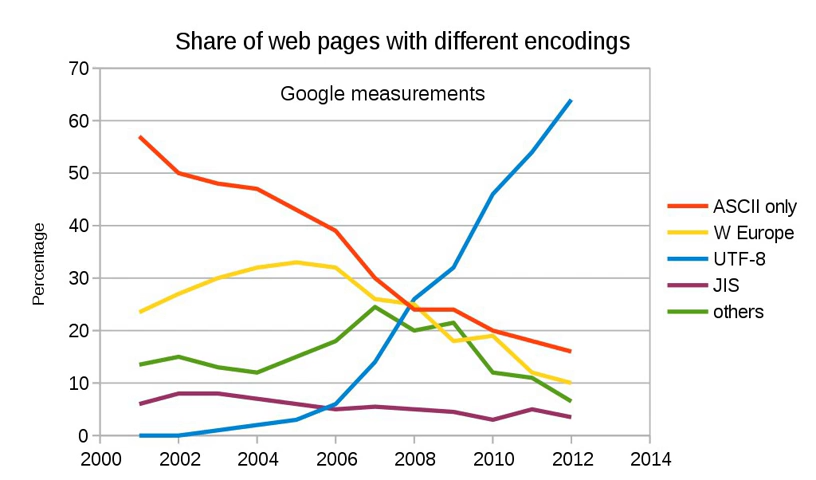 Share of web pages with different encodings
Google measurements
70
60
50
40
30
20
10
0
Percentage
2000 2002 2004 2006 2008 2010 2012 2014
ASCII only
W Europe
UTF-8
JIS
others